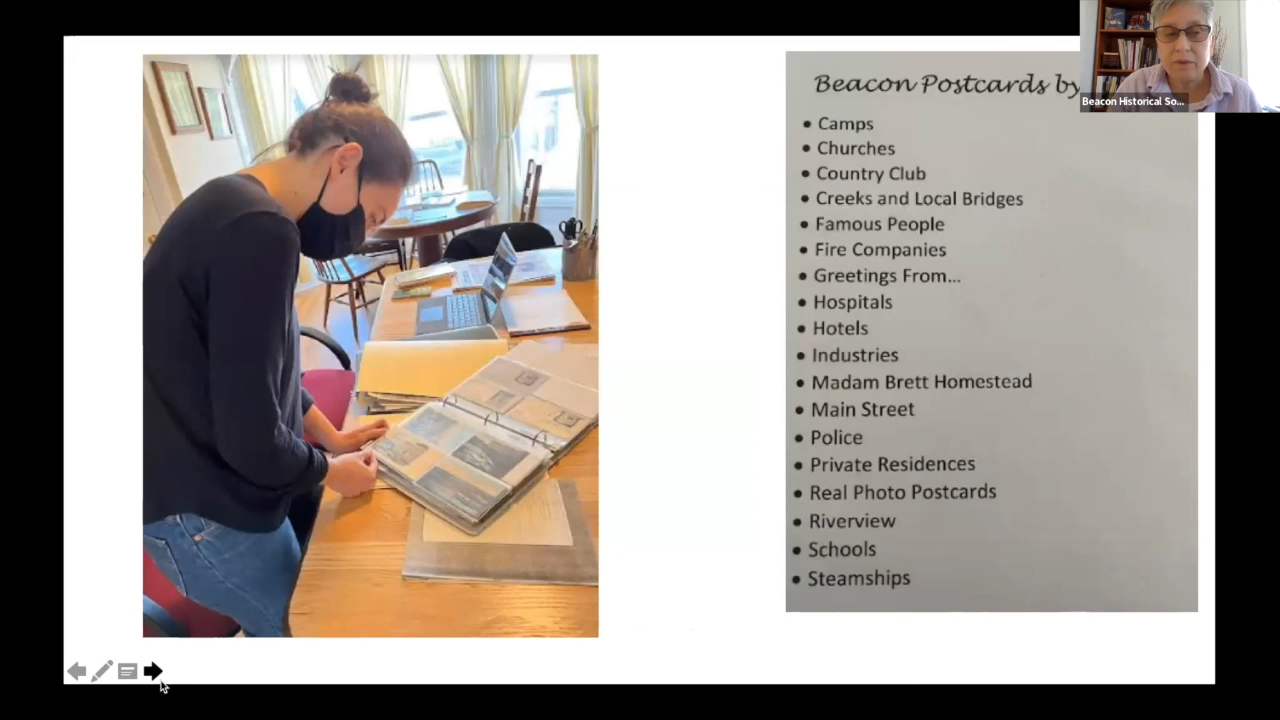 Beacon Postcards by
Beacon Historical So...
• Camps
• Churches
• Country Club
• Creeks and Local Bridges
• Famous People
• Fire Companies
• Greetings From...
• Hospitals
• Hotels
• Industries
• Madam Brett Homestead
• Main Street
• Police
• Private Residences
• Real Photo Postcards
• Riverview
• Schools
• Steamships